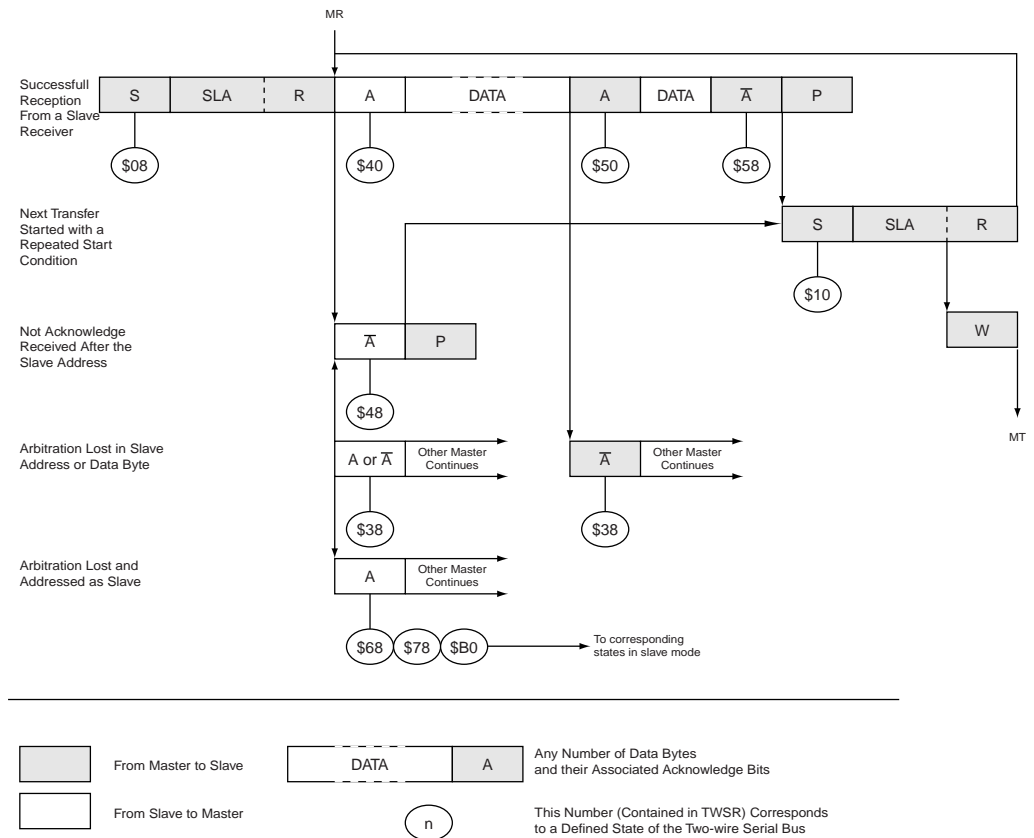 MR
Successfull
Reception
From a Slave
Receiver
S SLA R A DATA A DATA A̅ P
$08 $40 $50 $58
Next Transfer
Started with a
Repeated Start
Condition
S SLA R
$10
Not Acknowledge
Received After the
Slave Address
A̅ P
W
$48
MT
Arbitration Lost in Slave
Address or Data Byte
A or A̅ Other Master
Continues
A̅ Other Master
Continues
$38 $38
Arbitration Lost and
Addressed as Slave
A Other Master
Continues
$68 $78 $B0
To corresponding
states in slave mode
From Master to Slave
DATA A
Any Number of Data Bytes
and their Associated Acknowledge Bits
From Slave to Master
n
This Number (Contained in TWSR) Corresponds
to a Defined State of the Two-wire Serial Bus